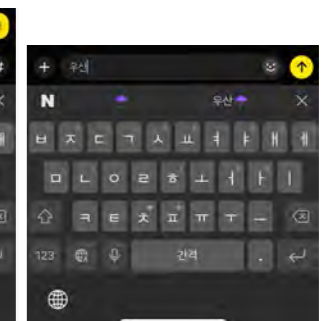 우산
N 우산
ㅂ ㅈ ㄷ ㄱ ㅅ ㅛ ㅕ ㅑ ㅐ ㅔ
ㅁ ㄴ ㅇ ㄹ ㅎ ㅗ ㅓ ㅏ ㅣ
ㅋ ㅌ ㅊ ㅍ ㅠ ㅜ ㅡ
123 간격 .